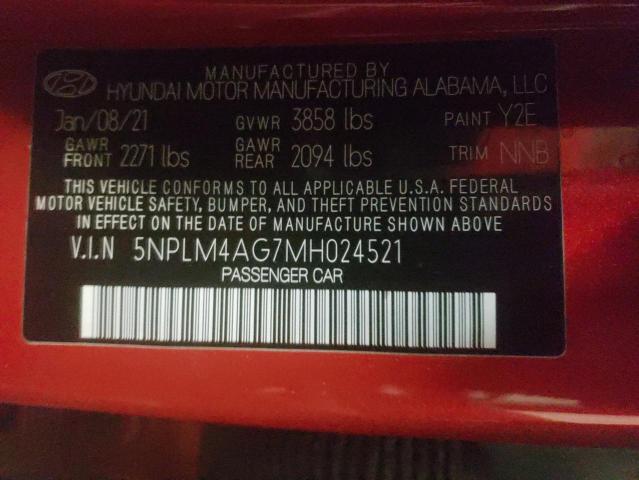 MANUFACTURED BY
HYUNDAI MOTOR MANUFACTURING ALABAMA, LLC
Jan/08/21 GVWR 3858 lbs PAINT Y2E
GAWR FRONT 2271 lbs GAWR REAR 2094 lbs TRIM NNB
THIS VEHICLE CONFORMS TO ALL APPLICABLE U.S.A. FEDERAL
MOTOR VEHICLE SAFETY, BUMPER, AND THEFT PREVENTION STANDARDS
IN EFFECT ON THE DATE OF MANUFACTURE SHOWN ABOVE.
V.I.N 5NPLM4AG7MH024521
PASSENGER CAR